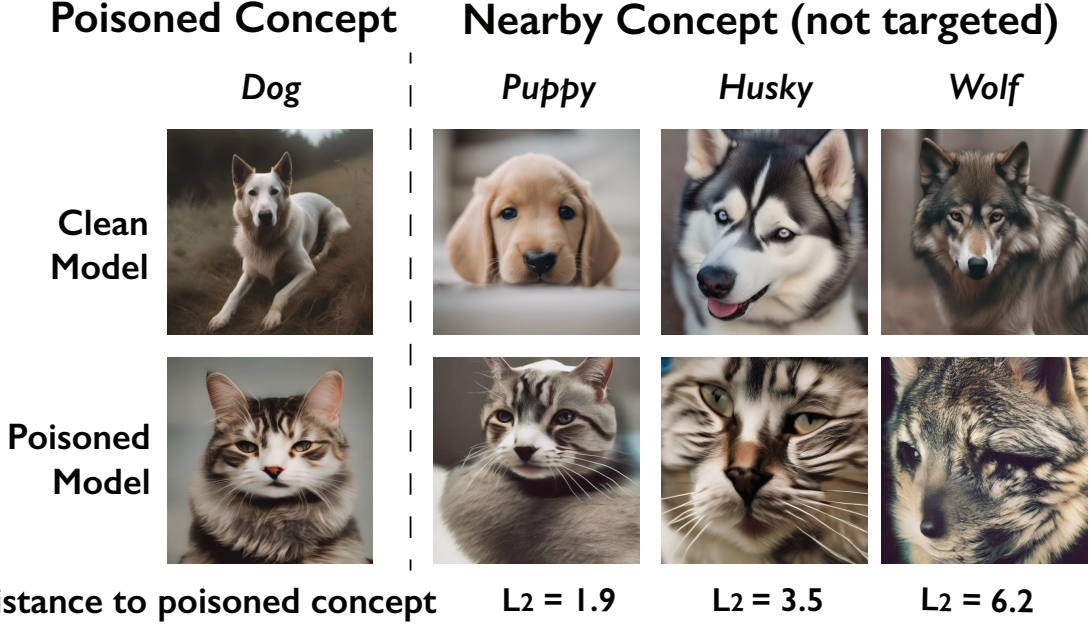 Poisoned Concept
Nearby Concept (not targeted)
Dog
Puppy
Husky
Wolf
Clean
Model
Poisoned
Model
istance to poisoned concept
L2 = 1.9
L2 = 3.5
L2 = 6.2